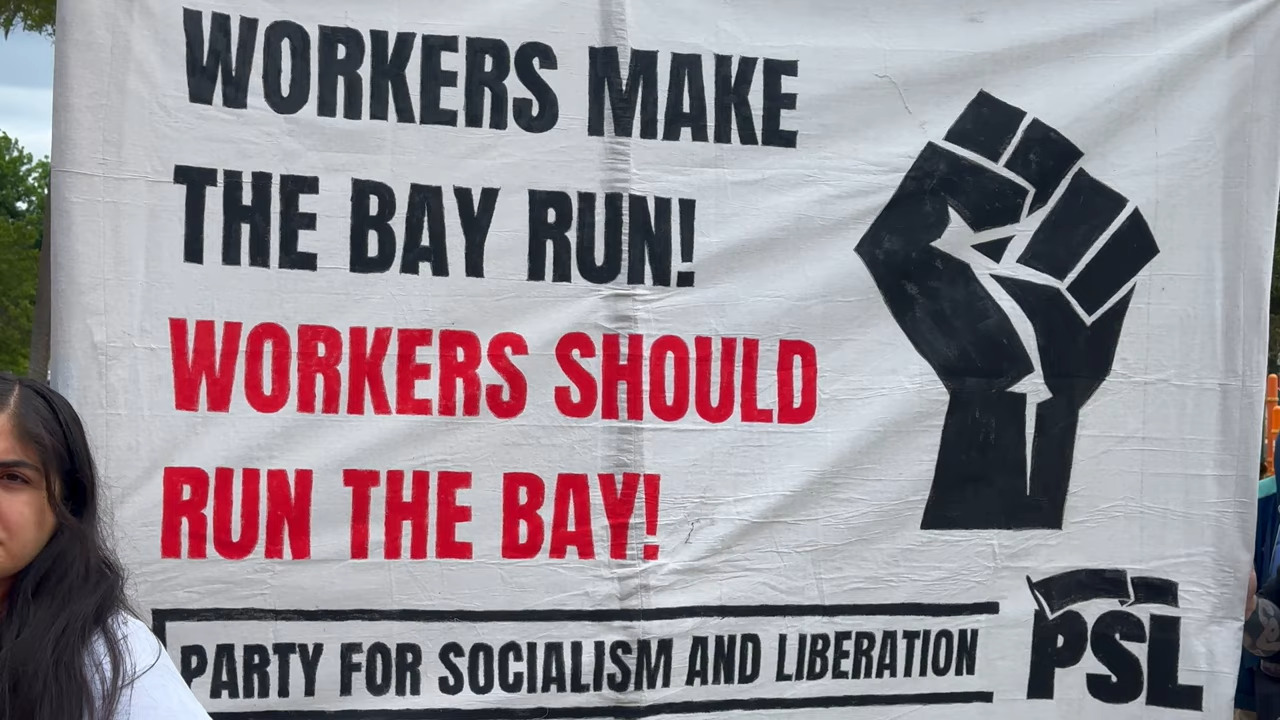 WORKERS MAKE
THE BAY RUN!
WORKERS SHOULD
RUN THE BAY!
PARTY FOR SOCIALISM AND LIBERATION
PSL